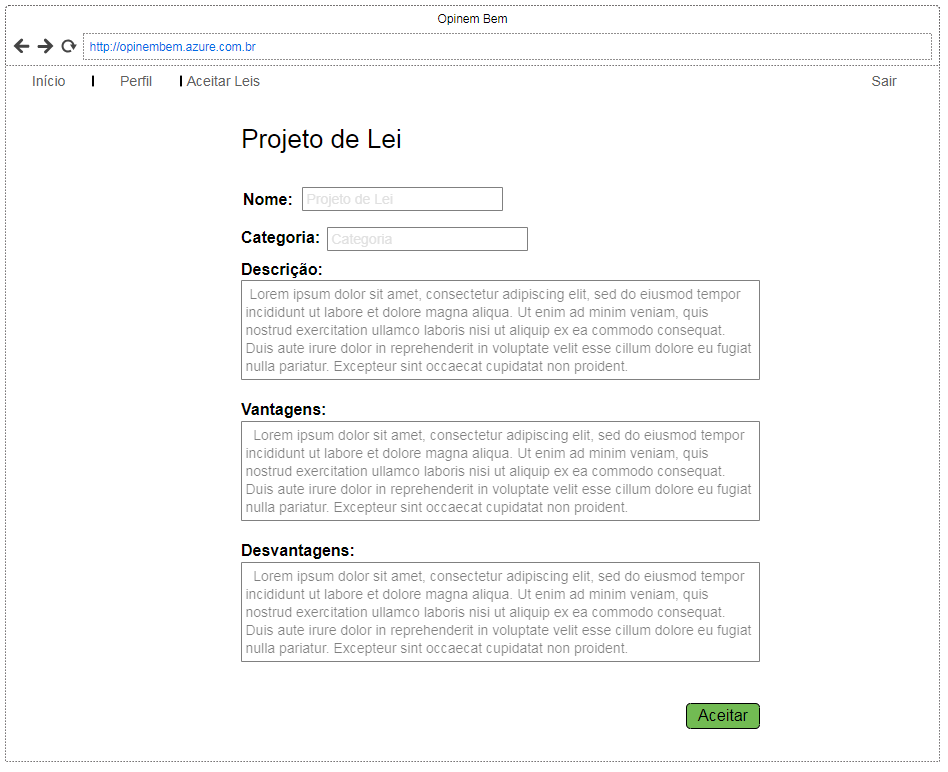 Opinem Bem
http://opinembem.azure.com.br
Início | Perfil | Aceitar Leis Sair
Projeto de Lei
Nome: Projeto de Lei
Categoria: Categoria
Descrição:
Lorem ipsum dolor sit amet, consectetur adipiscing elit, sed do eiusmod tempor
incididunt ut labore et dolore magna aliqua. Ut enim ad minim veniam, quis
nostrud exercitation ullamco laboris nisi ut aliquip ex ea commodo consequat.
Duis aute irure dolor in reprehenderit in voluptate velit esse cillum dolore eu fugiat
nulla pariatur. Excepteur sint occaecat cupidatat non proident.
Vantagens:
Lorem ipsum dolor sit amet, consectetur adipiscing elit, sed do eiusmod tempor
incididunt ut labore et dolore magna aliqua. Ut enim ad minim veniam, quis
nostrud exercitation ullamco laboris nisi ut aliquip ex ea commodo consequat.
Duis aute irure dolor in reprehenderit in voluptate velit esse cillum dolore eu fugiat
nulla pariatur. Excepteur sint occaecat cupidatat non proident.
Desvantagens:
Lorem ipsum dolor sit amet, consectetur adipiscing elit, sed do eiusmod tempor
incididunt ut labore et dolore magna aliqua. Ut enim ad minim veniam, quis
nostrud exercitation ullamco laboris nisi ut aliquip ex ea commodo consequat.
Duis aute irure dolor in reprehenderit in voluptate velit esse cillum dolore eu fugiat
nulla pariatur. Excepteur sint occaecat cupidatat non proident.
Aceitar